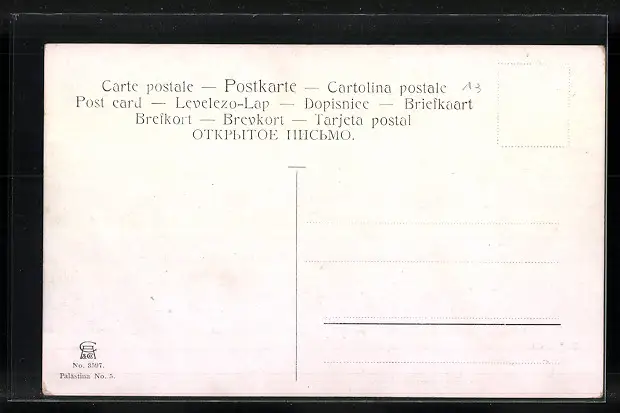 Carte postale — Postkarte — Cartolina postale 13
Post card — Levelezo-Lap — Dopisnice — Briefkaart
Brefkort — Brevkort — Tarjeta postal
ОТКРЫТОЕ ПИСЬМО.
No. 3597.
Palästina No. 5.